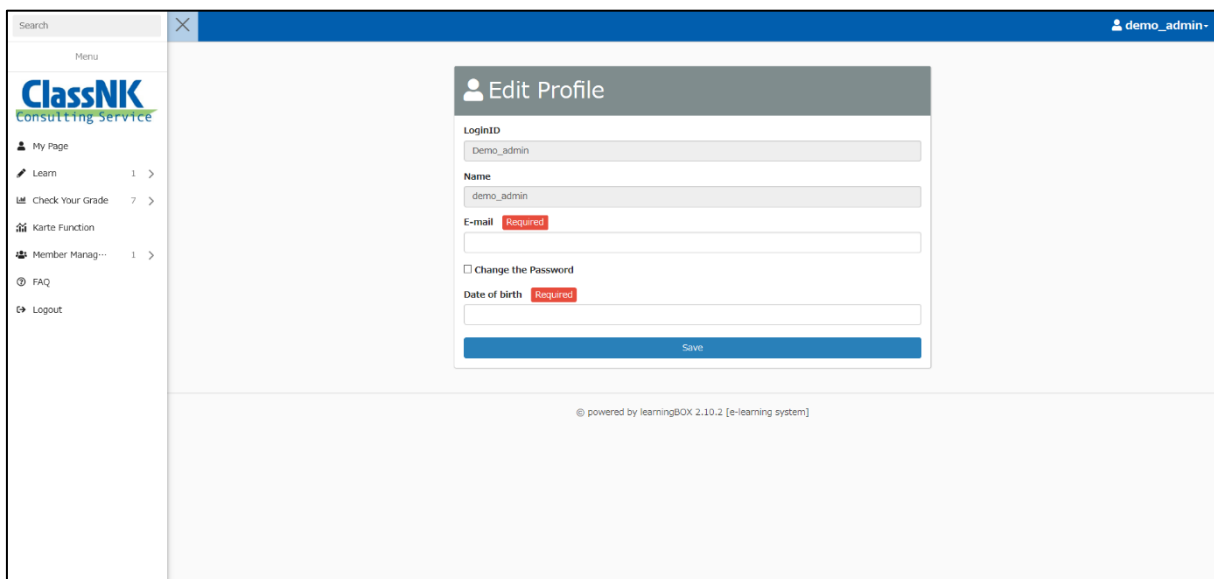 Search
demo_admin
Menu
ClassNK
Consulting Service
My Page
Learn 1
Check Your Grade 7
Karte Function
Member Manag… 1
FAQ
Logout
Edit Profile
LoginID
Demo_admin
Name
demo_admin
E-mail Required
Change the Password
Date of birth Required
Save
© powered by learningBOX 2.10.2 [e-learning system]